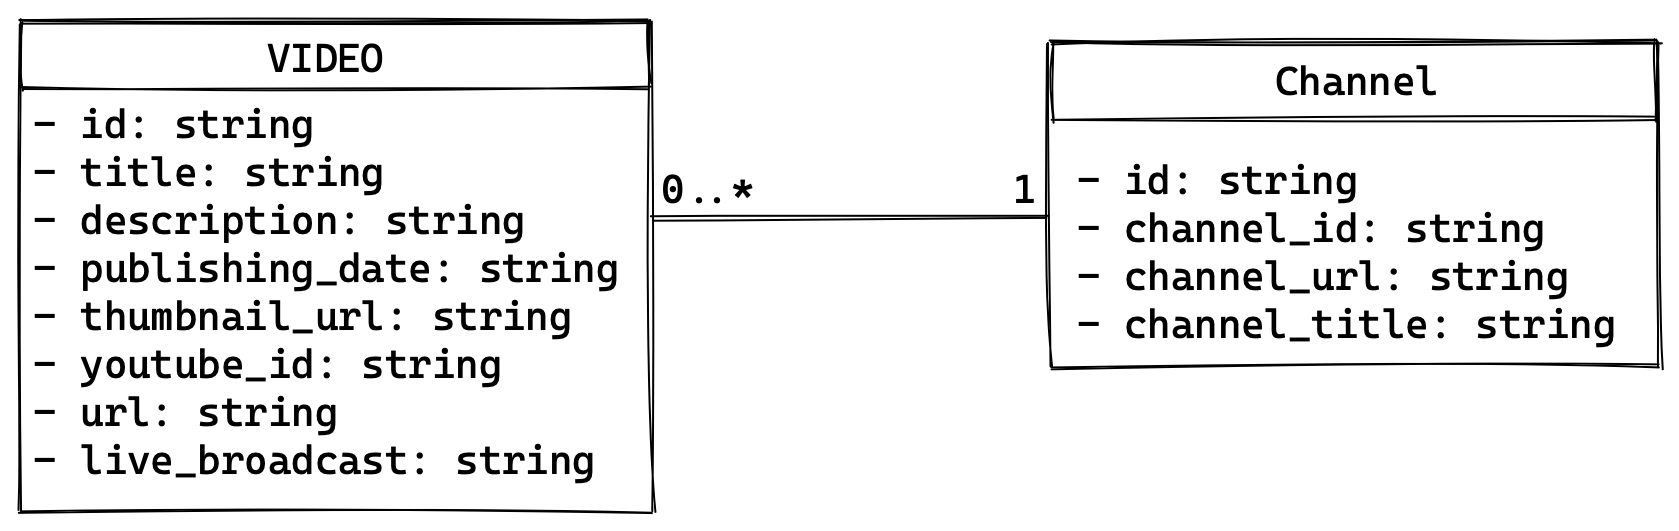 VIDEO
- id: string
- title: string
- description: string
- publishing_date: string
- thumbnail_url: string
- youtube_id: string
- url: string
- live_broadcast: string
0..*
1
Channel
- id: string
- channel_id: string
- channel_url: string
- channel_title: string